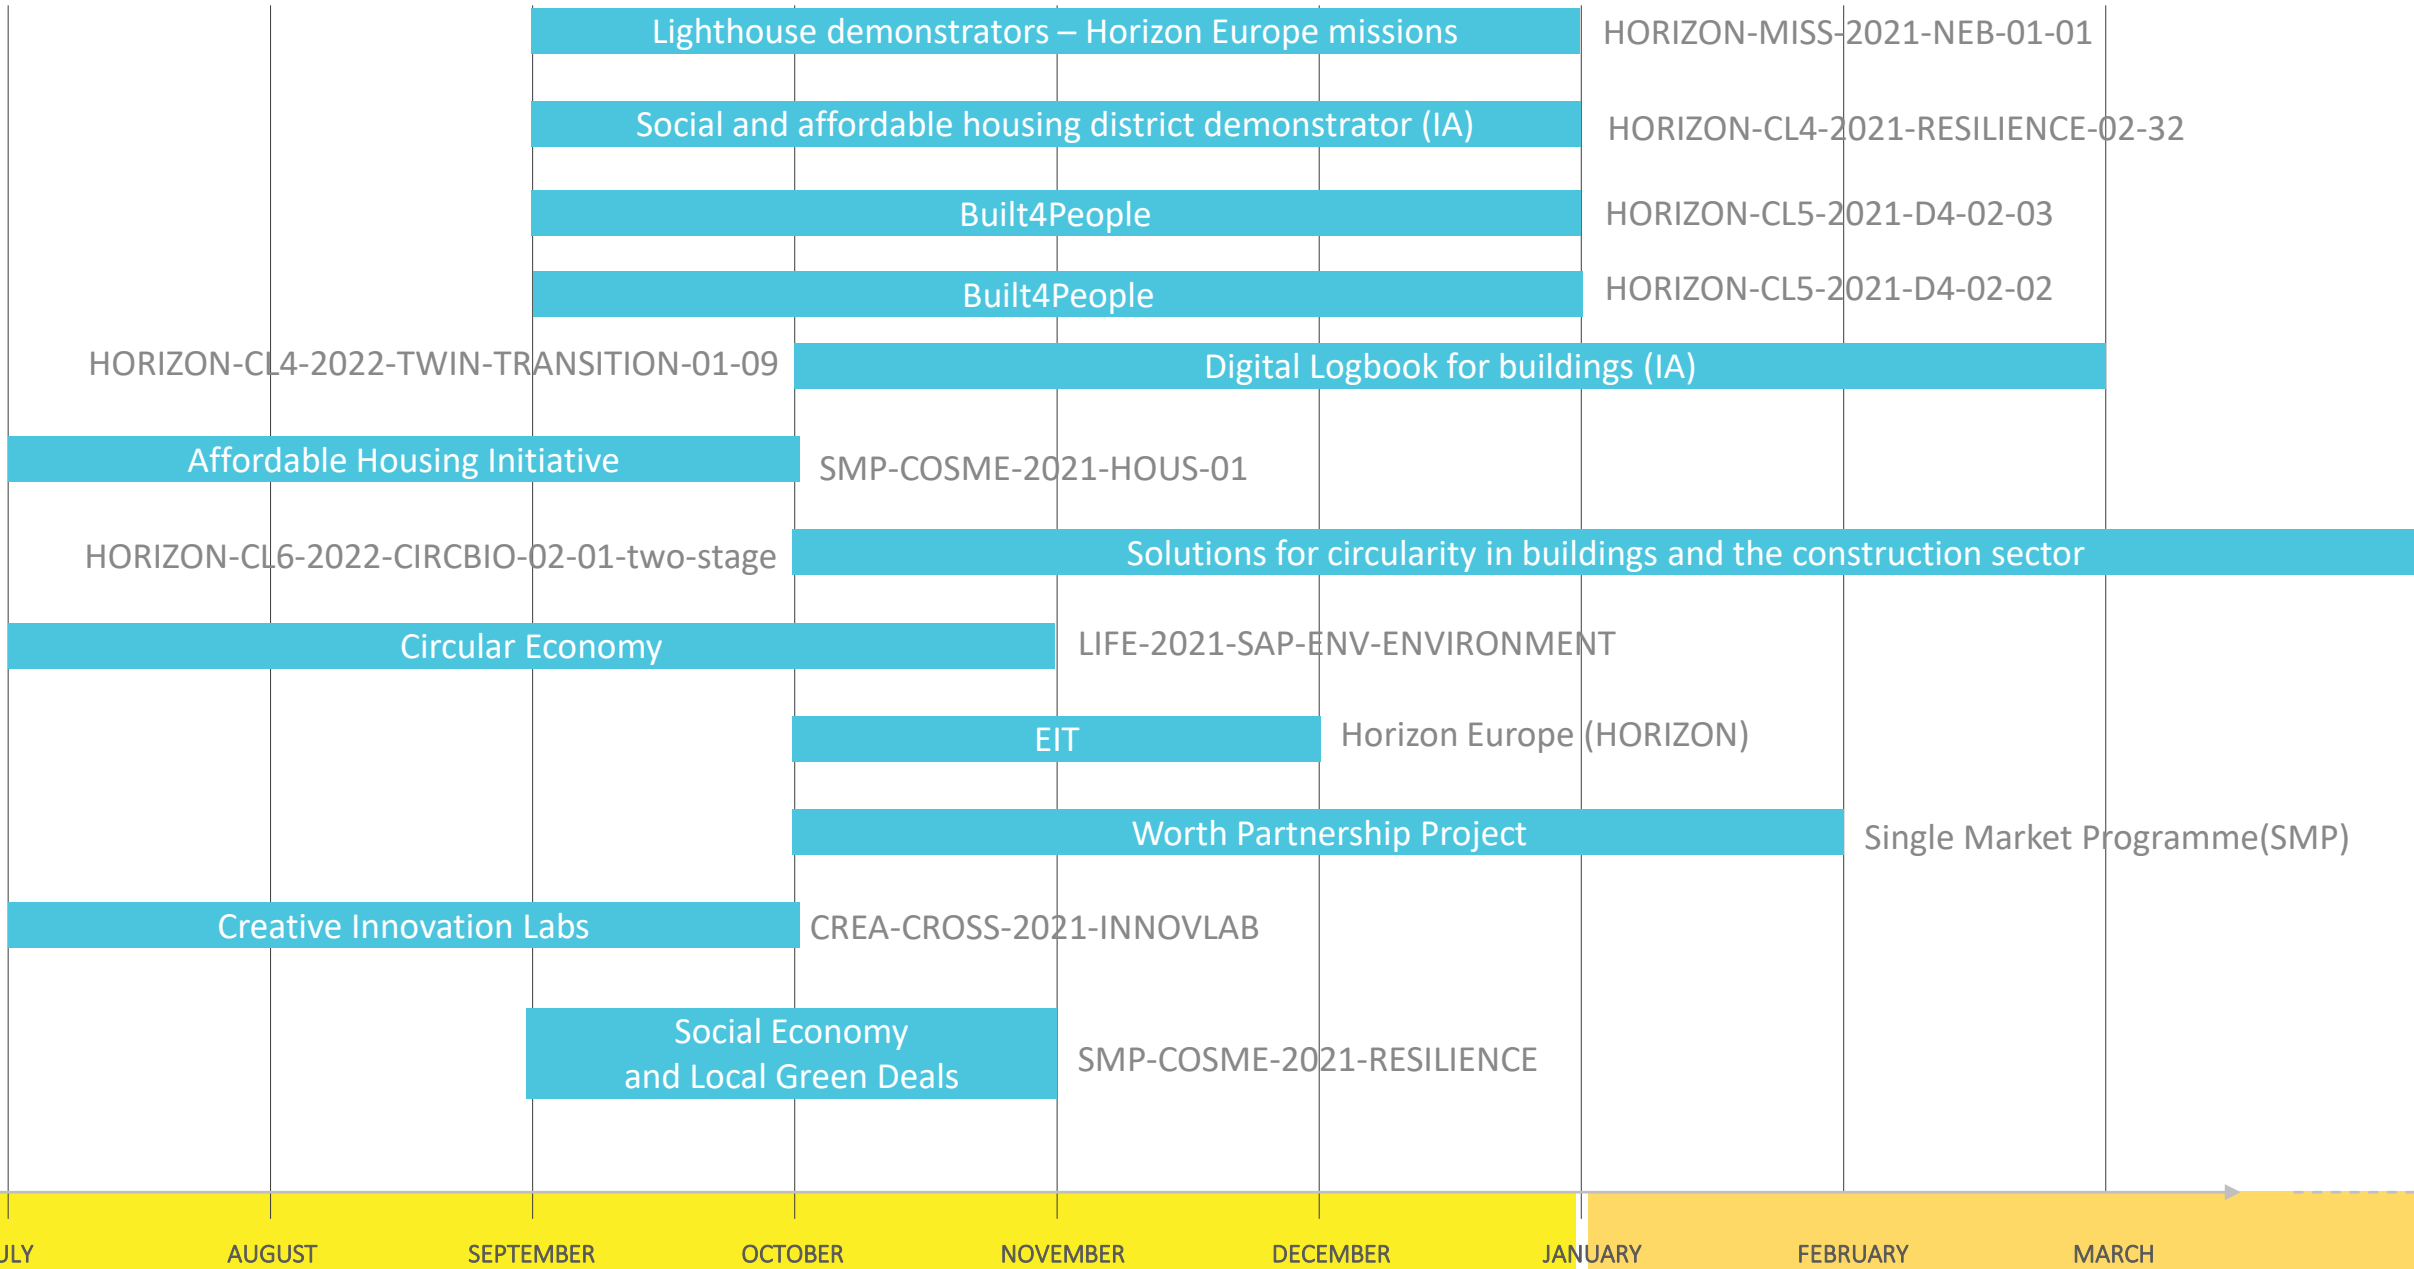 Lighthouse demonstrators – Horizon Europe missions
HORIZON-MISS-2021-NEB-01-01
Social and affordable housing district demonstrator (IA)
HORIZON-CL4-2021-RESILIENCE-02-32
Built4People
HORIZON-CL5-2021-D4-02-03
Built4People
HORIZON-CL5-2021-D4-02-02
HORIZON-CL4-2022-TWIN-TRANSITION-01-09
Digital Logbook for buildings (IA)
Affordable Housing Initiative
SMP-COSME-2021-HOUS-01
HORIZON-CL6-2022-CIRCBIO-02-01-two-stage
Solutions for circularity in buildings and the construction sector
Circular Economy
LIFE-2021-SAP-ENV-ENVIRONMENT
EIT
Horizon Europe (HORIZON)
Worth Partnership Project
Single Market Programme(SMP)
Creative Innovation Labs
CREA-CROSS-2021-INNOVLAB
Social Economy
and Local Green Deals
SMP-COSME-2021-RESILIENCE
ULY
AUGUST
SEPTEMBER
OCTOBER
NOVEMBER
DECEMBER
JANUARY
FEBRUARY
MARCH